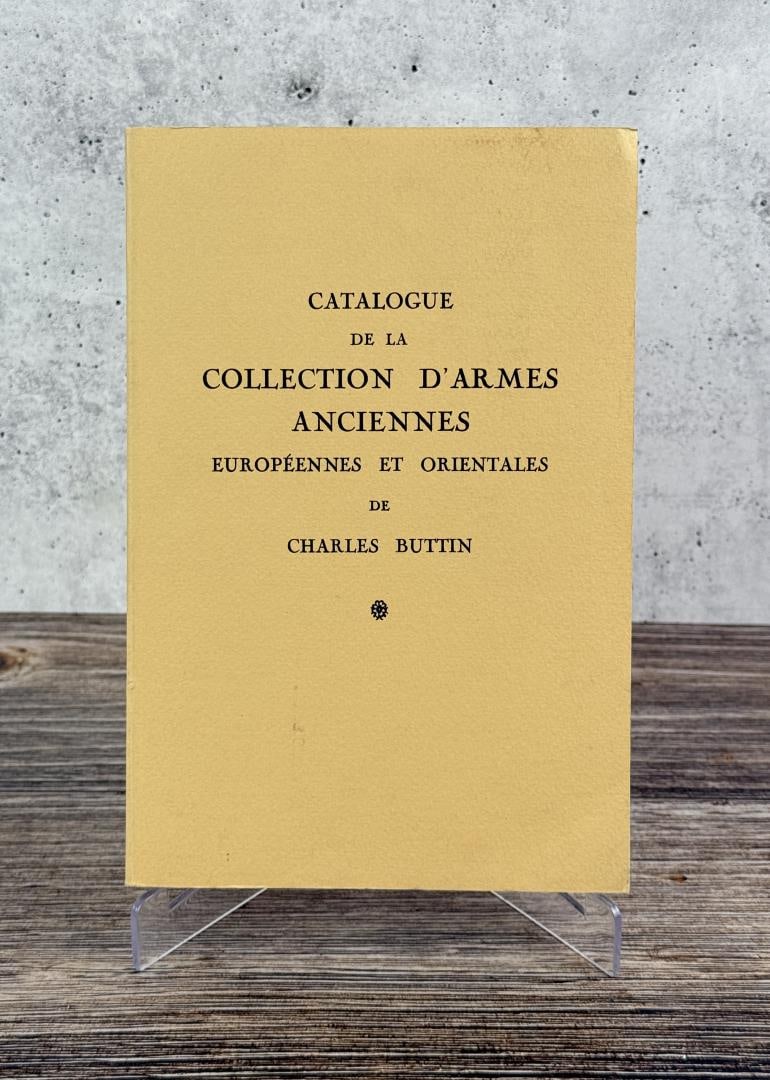 CATALOGUE
DE LA
COLLECTION D'ARMES
ANCIENNES
EUROPÉENNES ET ORIENTALES
DE
CHARLES BUTTIN